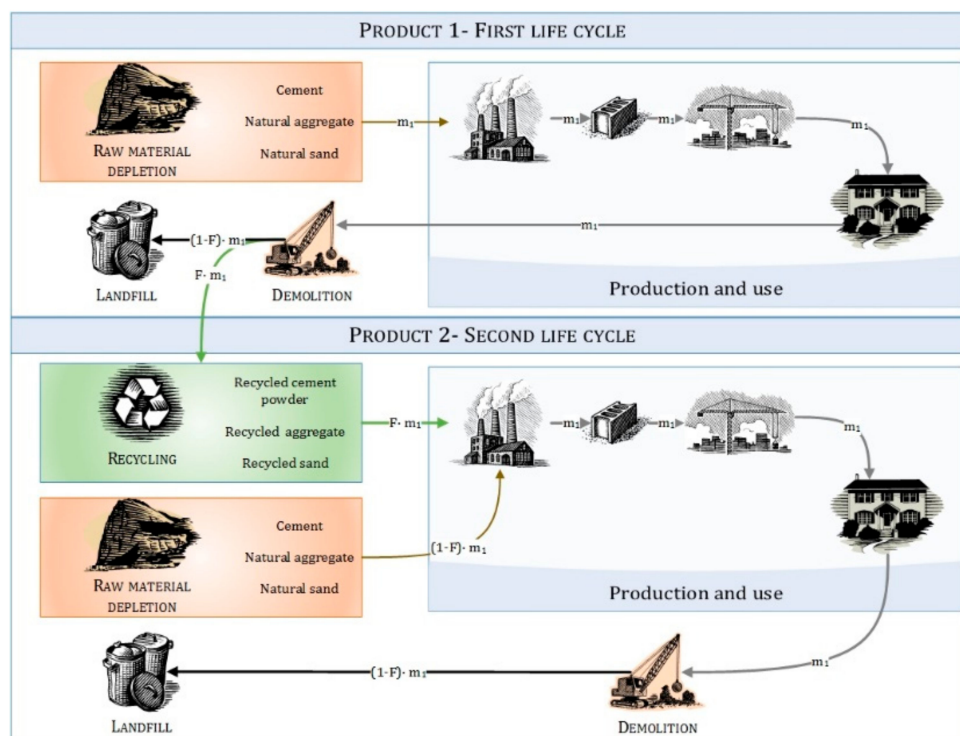 PRODUCT 1- FIRST LIFE CYCLE
Cement
Natural aggregate
Natural sand
RAW MATERIAL
DEPLETION
m₁
m₁
m₁
m₁
m₁
(1-F)· m₁
F· m₁
LANDFILL
DEMOLITION
Production and use
PRODUCT 2- SECOND LIFE CYCLE
Recycled cement
powder
Recycled aggregate
Recycled sand
RECYCLING
F· m₁
m₁
m₁
m₁
Cement
Natural aggregate
Natural sand
RAW MATERIAL
DEPLETION
(1-F)· m₁
Production and use
m₁
(1-F)· m₁
LANDFILL
DEMOLITION